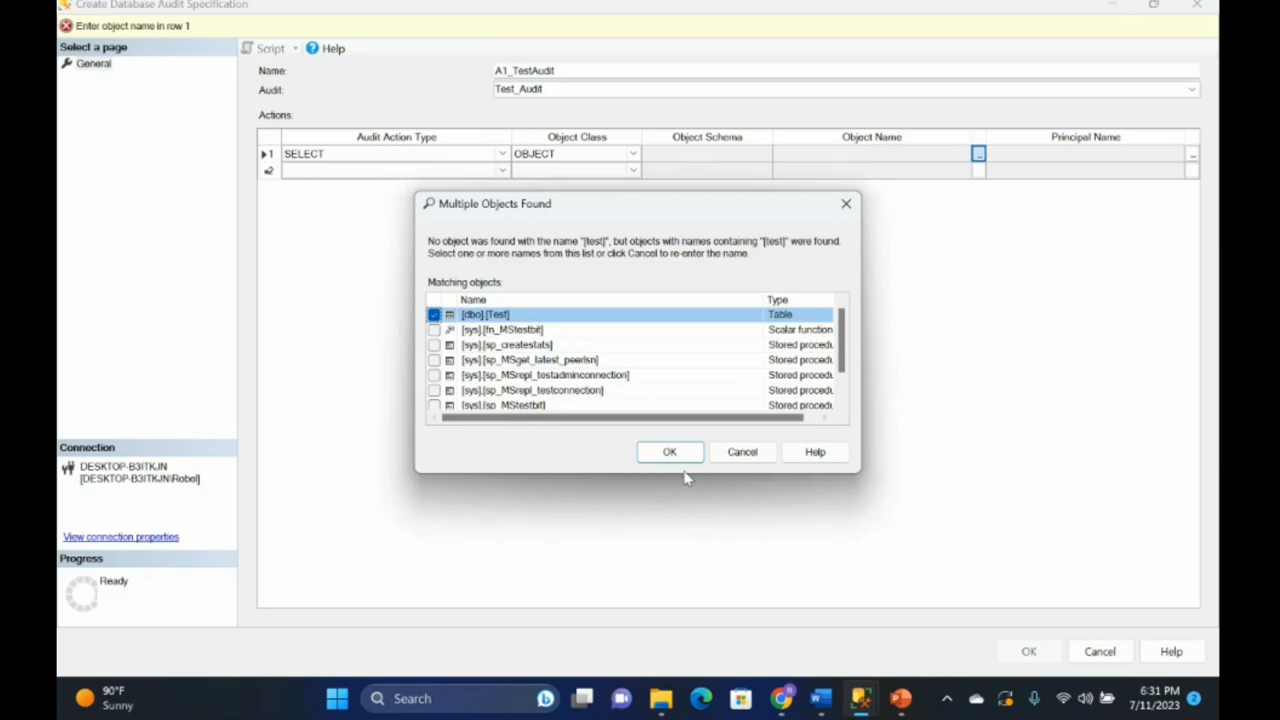 Create Database Audit Specification
Enter object name in row 1
Select a page
General
Script
Help
Name: A1_TestAudit
Audit: Test_Audit
Actions:
Audit Action Type Object Class Object Schema Object Name Principal Name
1 SELECT OBJECT .. ...
2
Multiple Objects Found
No object was found with the name "[test]", but objects with names containing "[test]" were found.
Select one or more names from this list or click Cancel to re-enter the name.
Matching objects:
Name Type
[dbo].[Test] Table
[sys].[fn_MStestbit] Scalar function
[sys].[sp_createstats] Stored procedu
[sys].[sp_MSget_latest_peerlsn] Stored procedu
[sys].[sp_MSrepl_testadminconnection] Stored procedu
[sys].[sp_MSrepl_testconnection] Stored procedu
[sys].[sp_MStestbit] Stored procedu
OK Cancel Help
Connection
DESKTOP-B3ITKJN
[DESKTOP-B3ITKJN\Robel]
View connection properties
Progress
Ready
OK Cancel Help
90°F
Sunny
Search
6:31 PM
7/11/2023
2